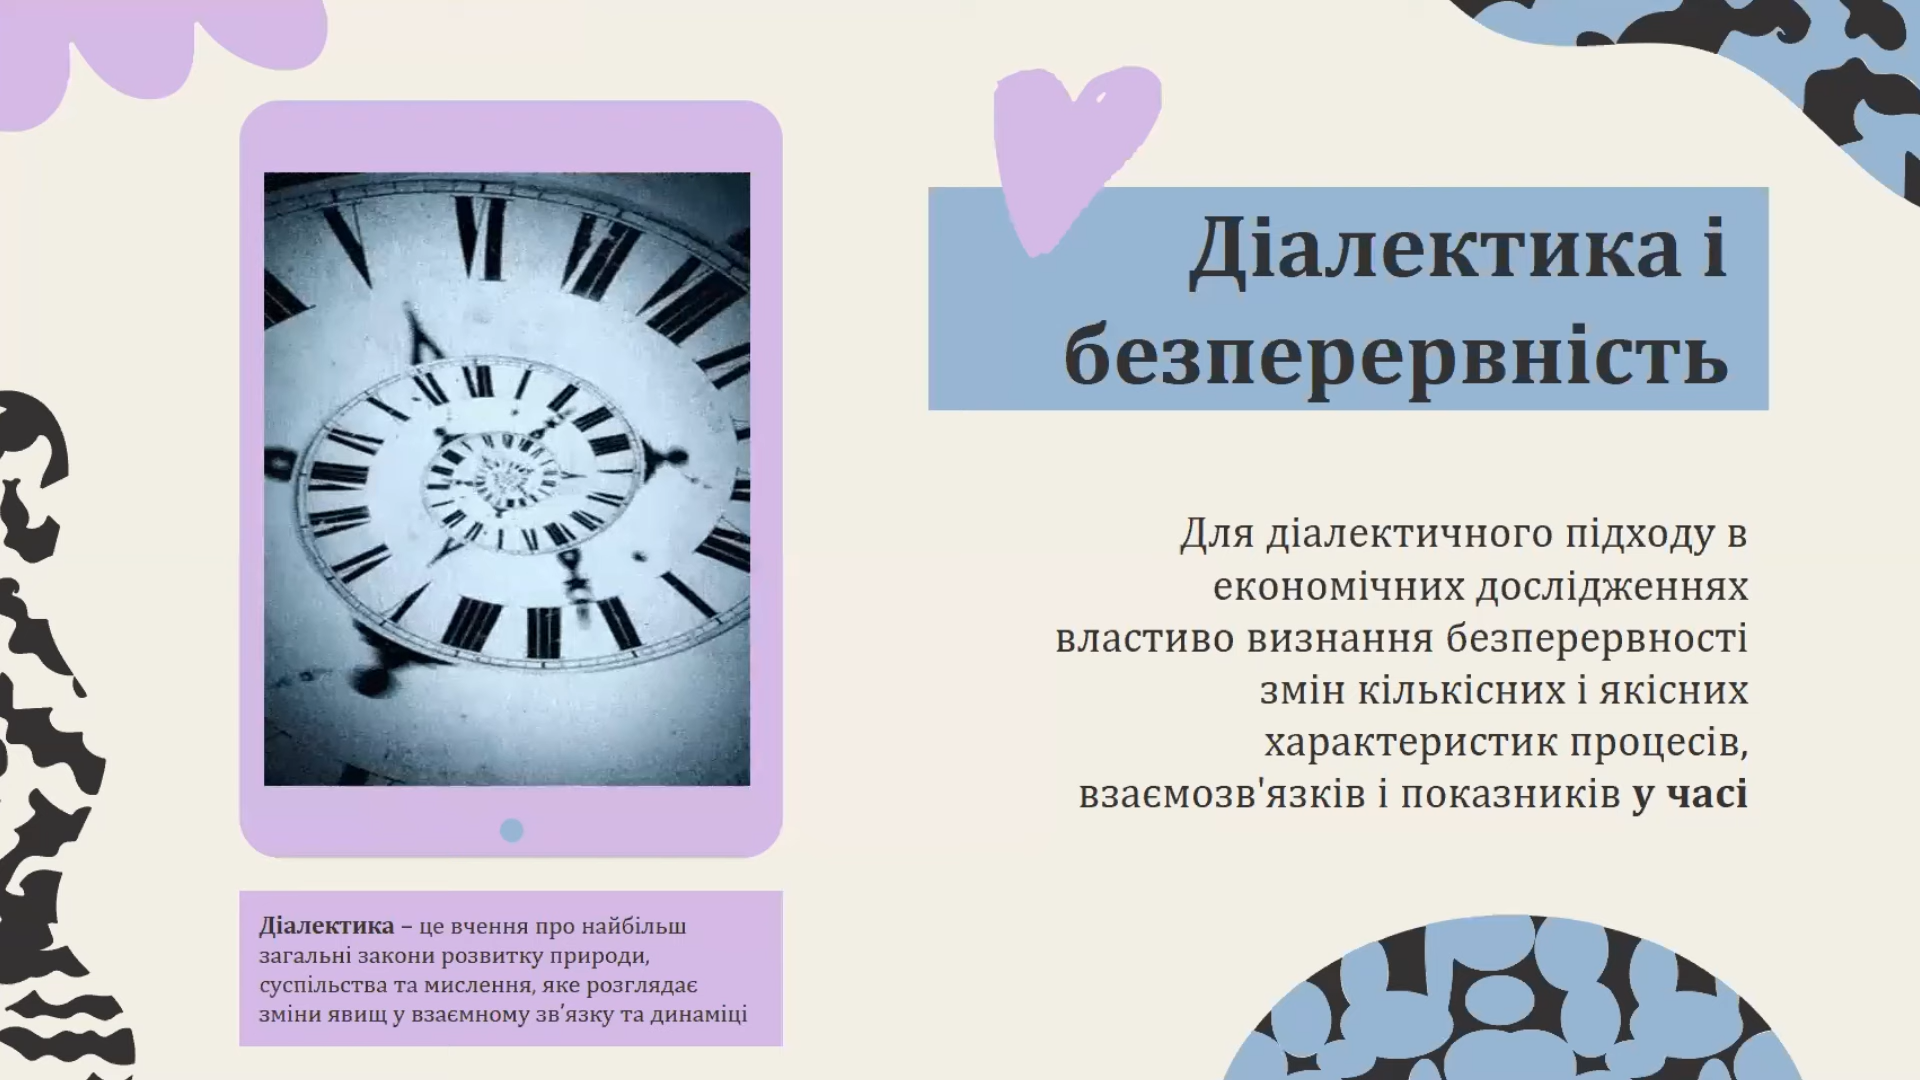 Діалектика і
безперервність
Для діалектичного підходу в
економічних дослідженнях
властиво визнання безперервності
змін кількісних і якісних
характеристик процесів,
взаємозв'язків і показників у часі
Діалектика – це вчення про найбільш
загальні закони розвитку природи,
суспільства та мислення, яке розглядає
зміни явищ у взаємному зв’язку та динаміці